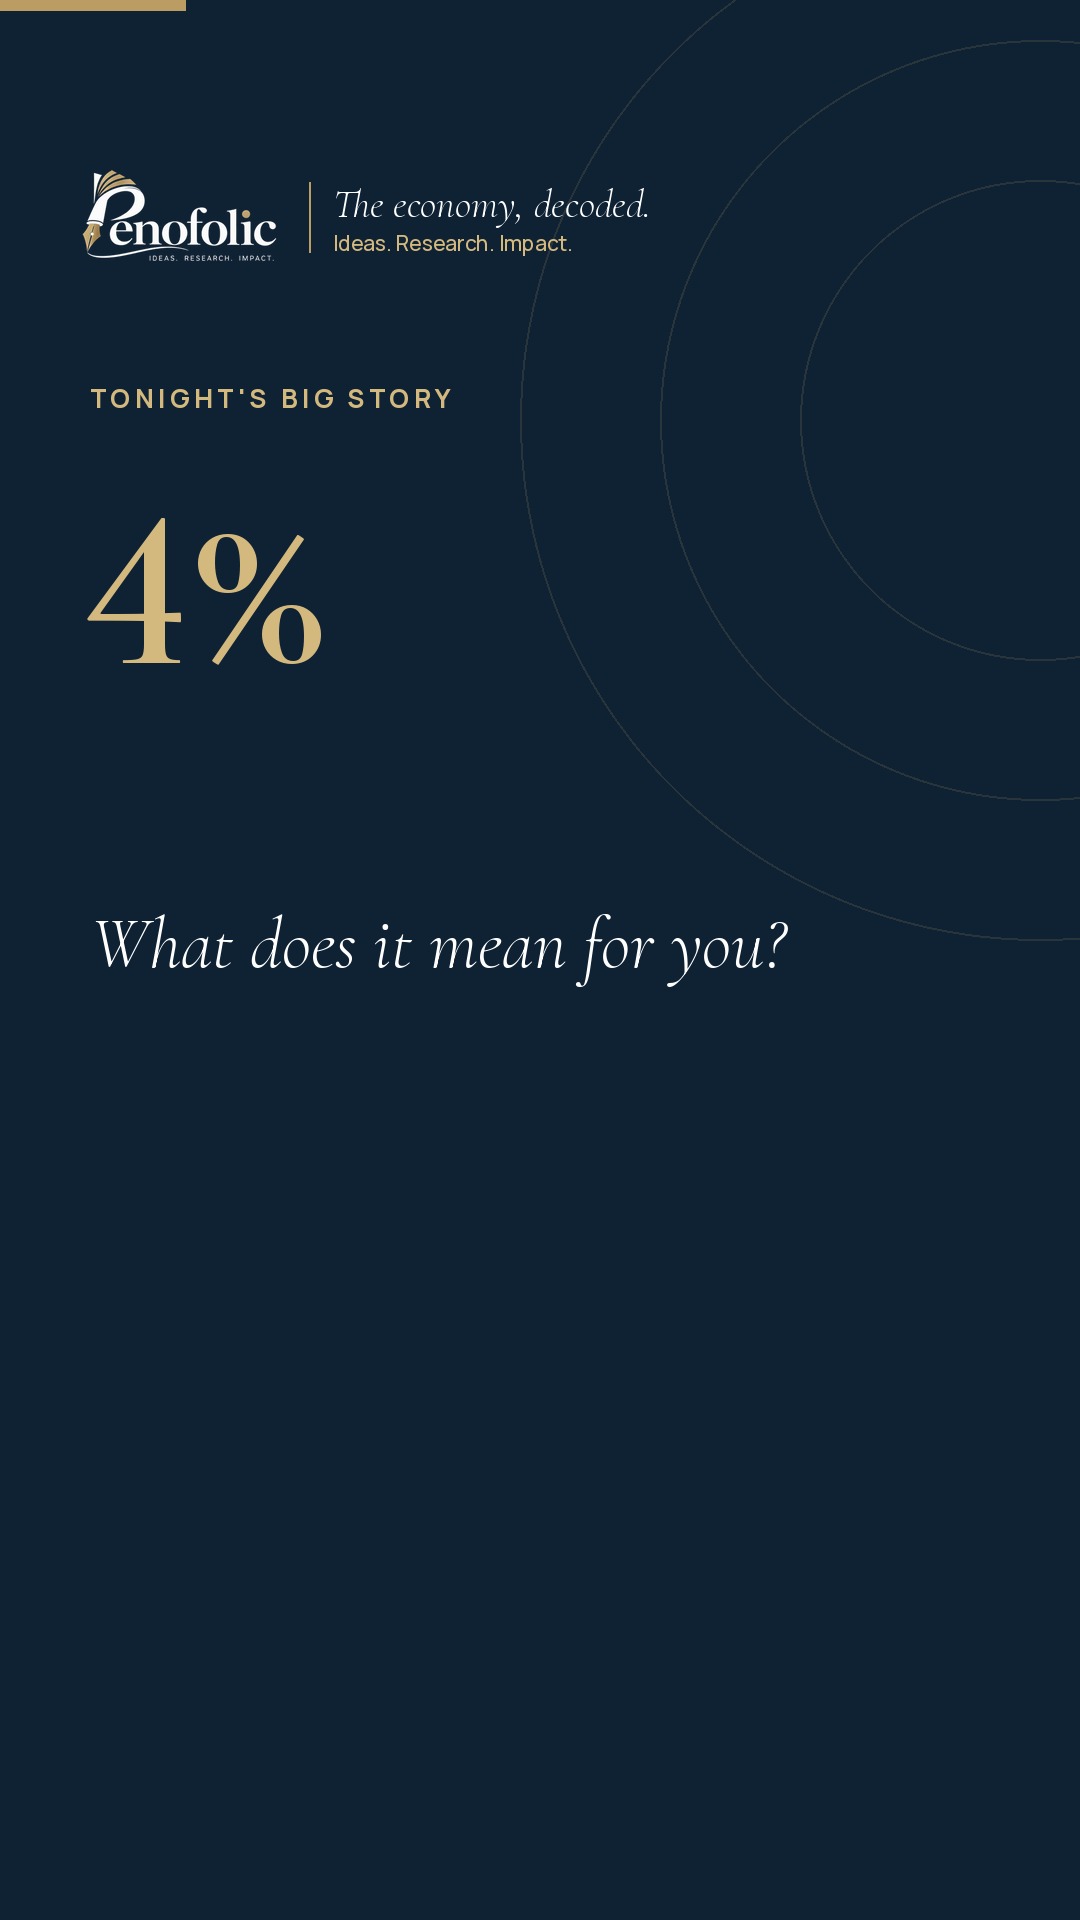 Penofolic
IDEAS. RESEARCH. IMPACT.
The economy, decoded.
Ideas. Research. Impact.
TONIGHT'S BIG STORY
4%
What does it mean for you?